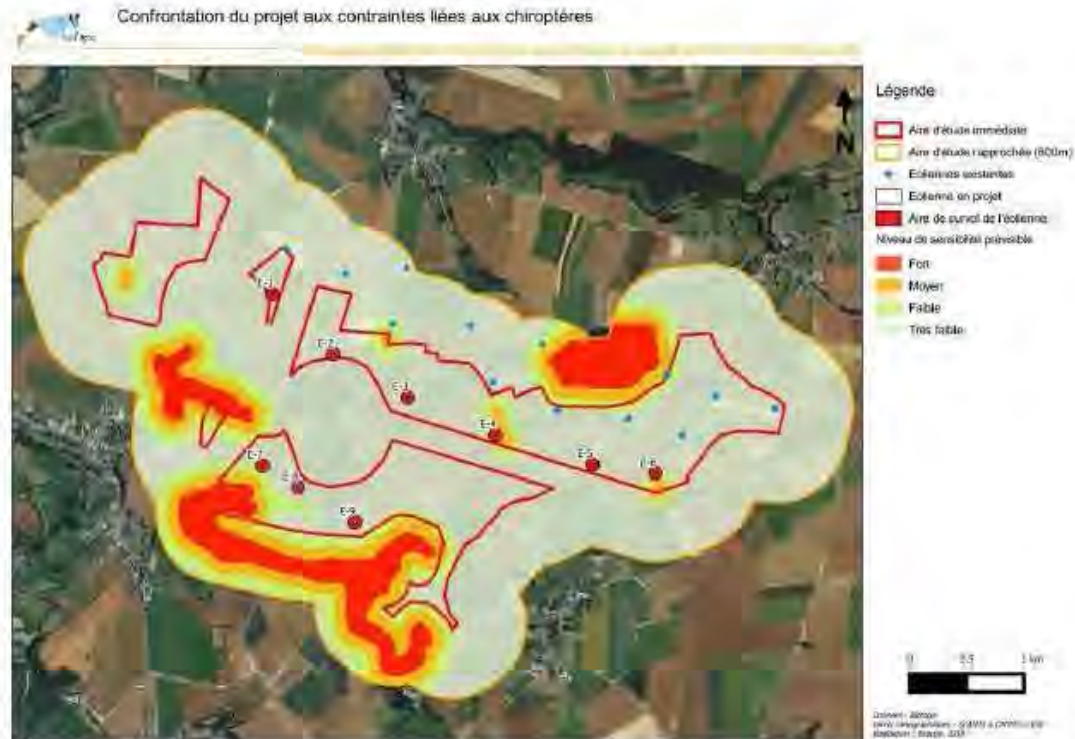 Confrontation du projet aux contraintes liées aux chiroptères
Légende
Aire d'étude immédiate
Aire d'étude rapprochée (600m)
Eoliennes existantes
Eolienne en projet
Aire de survol de l'éolienne
Niveau de sensibilité prévisible
Fort
Moyen
Faible
Très faible
N
E-2
E-4
E-5
E-6
E-7
E-9
0 0,5 1 km